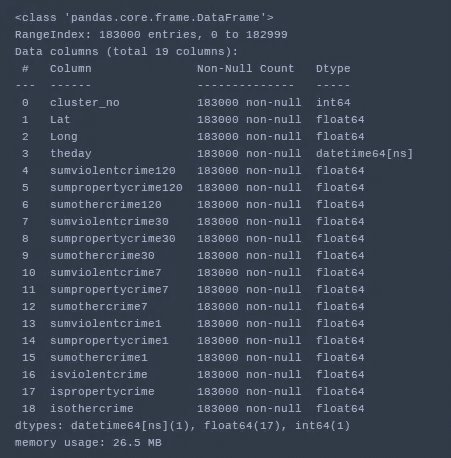 <class 'pandas.core.frame.DataFrame'>
RangeIndex: 183000 entries, 0 to 182999
Data columns (total 19 columns):
 #   Column               Non-Null Count   Dtype
---  ------               --------------   -----
 0   cluster_no           183000 non-null  int64
 1   Lat                  183000 non-null  float64
 2   Long                 183000 non-null  float64
 3   theday               183000 non-null  datetime64[ns]
 4   sumviolentcrime120   183000 non-null  float64
 5   sumpropertycrime120  183000 non-null  float64
 6   sumothercrime120     183000 non-null  float64
 7   sumviolentcrime30    183000 non-null  float64
 8   sumpropertycrime30   183000 non-null  float64
 9   sumothercrime30      183000 non-null  float64
 10  sumviolentcrime7     183000 non-null  float64
 11  sumpropertycrime7    183000 non-null  float64
 12  sumothercrime7       183000 non-null  float64
 13  sumviolentcrime1     183000 non-null  float64
 14  sumpropertycrime1    183000 non-null  float64
 15  sumothercrime1       183000 non-null  float64
 16  isviolentcrime       183000 non-null  float64
 17  ispropertycrime      183000 non-null  float64
 18  isothercrime         183000 non-null  float64
dtypes: datetime64[ns](1), float64(17), int64(1)
memory usage: 26.5 MB